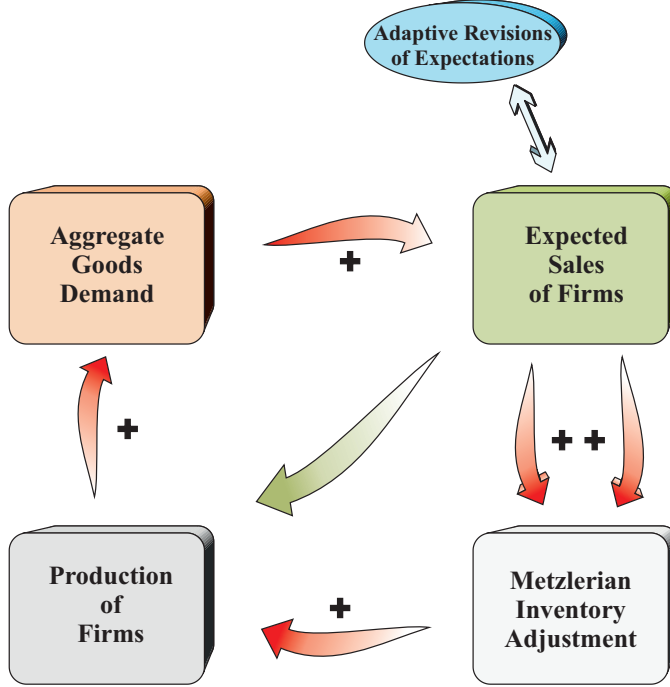 Adaptive Revisions
of Expectations
Aggregate
Goods
Demand
+
Expected
Sales
of Firms
+
+ +
Production
of
Firms
+
Metzlerian
Inventory
Adjustment